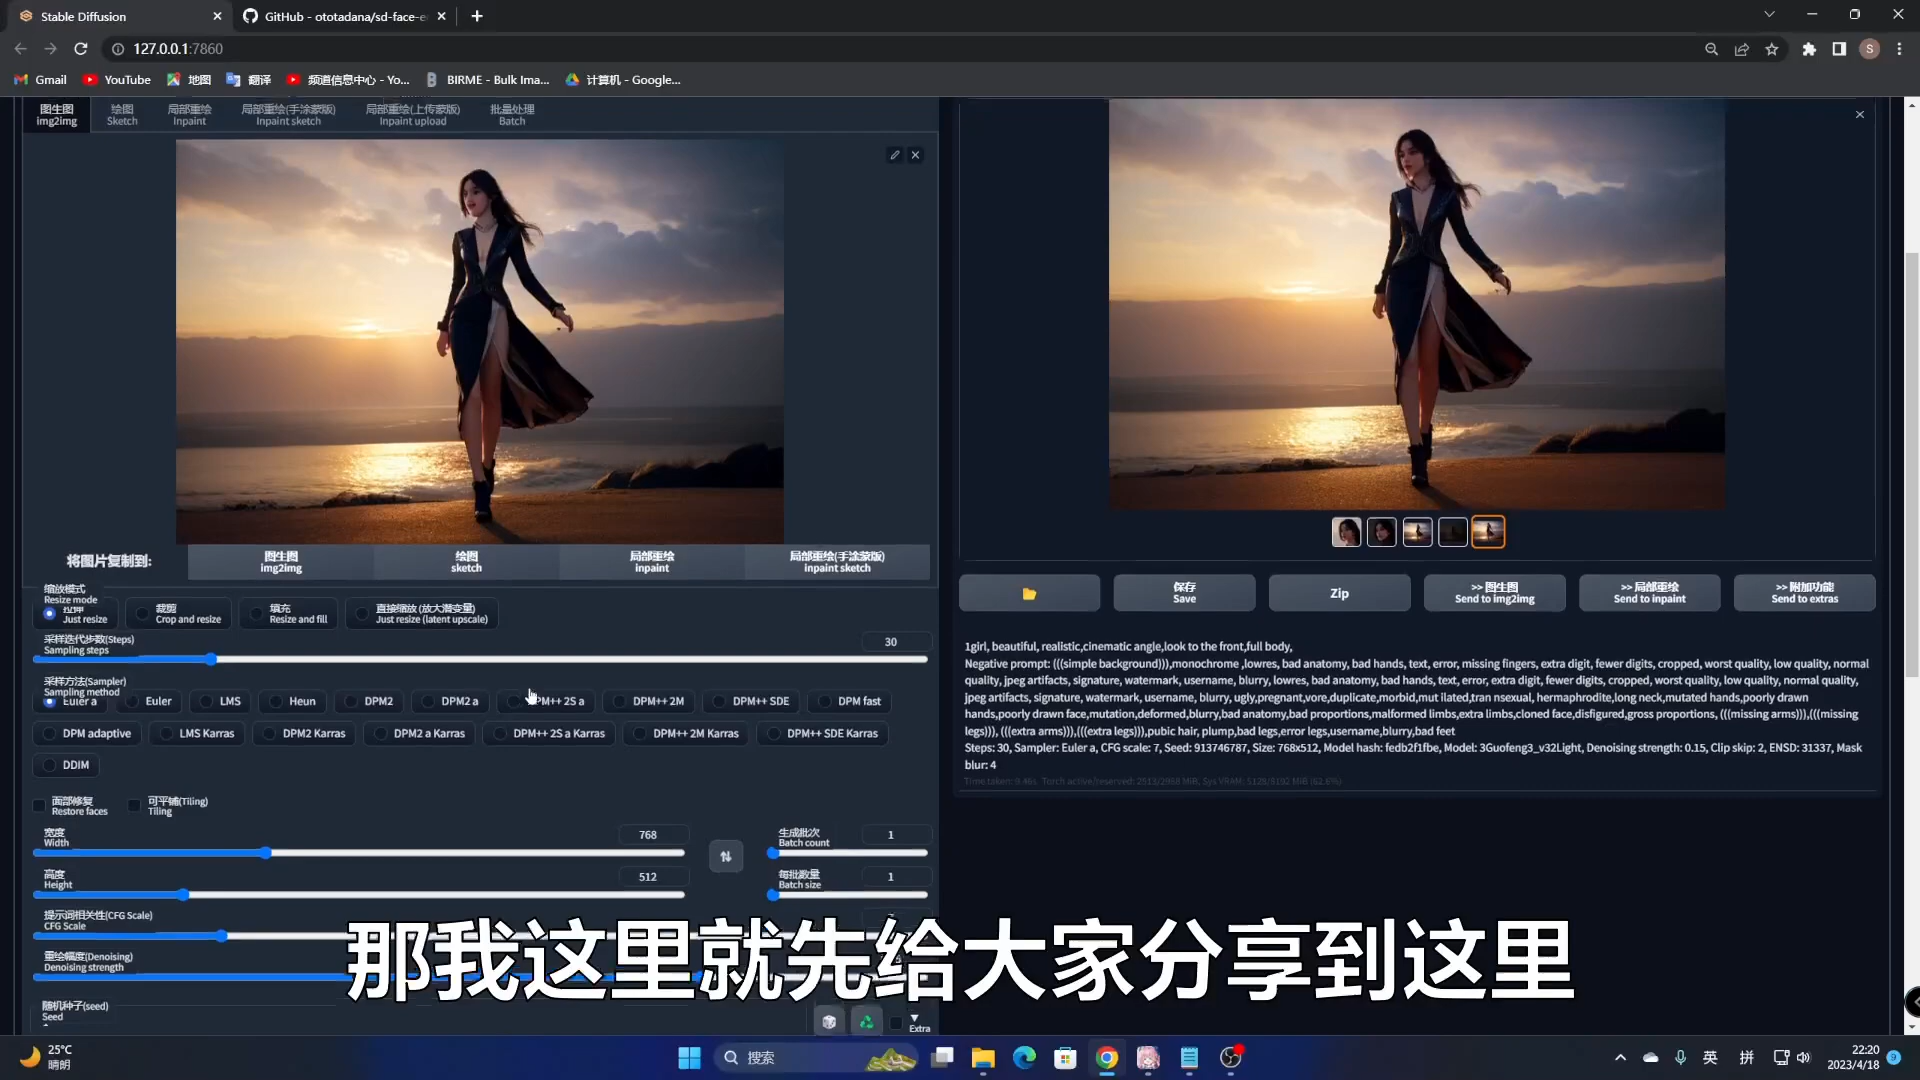 Stable Diffusion
GitHub - ototadana/sd-face-e
127.0.0.1:7860
Gmail
YouTube
地图
翻译
频道信息中心 - Yo...
BIRME - Bulk Ima...
计算机 - Google...
图生图
img2img
绘图
Sketch
局部重绘
Inpaint
局部重绘(手涂蒙版)
Inpaint sketch
局部重绘(上传蒙版)
Inpaint upload
批量处理
Batch
将图片复制到:
图生图
img2img
绘图
sketch
局部重绘
inpaint
局部重绘(手涂蒙版)
inpaint sketch
缩放模式
Resize mode
拉伸
Just resize
裁剪
Crop and resize
填充
Resize and fill
直接缩放 (放大潜变量)
Just resize (latent upscale)
采样迭代步数(Steps)
Sampling steps
30
采样方法(Sampler)
Sampling method
Euler a
Euler
LMS
Heun
DPM2
DPM2 a
PM++ 2S a
DPM++ 2M
DPM++ SDE
DPM fast
DPM adaptive
LMS Karras
DPM2 Karras
DPM2 a Karras
DPM++ 2S a Karras
DPM++ 2M Karras
DPM++ SDE Karras
DDIM
面部修复
Restore faces
可平铺(Tiling)
Tiling
宽度
Width
768
生成批次
Batch count
1
高度
Height
512
每批数量
Batch size
1
提示词相关性(CFG Scale)
CFG Scale
重绘幅度(Denoising)
Denoising strength
随机种子(seed)
Seed
Extra
保存
Save
Zip
>> 图生图
Send to img2img
>> 局部重绘
Send to inpaint
>> 附加功能
Send to extras
1girl, beautiful, realistic,cinematic angle,look to the front,full body,
Negative prompt: (((simple background))),monochrome ,lowres, bad anatomy, bad hands, text, error, missing fingers, extra digit, fewer digits, cropped, worst quality, low quality, normal
quality, jpeg artifacts, signature, watermark, username, blurry, lowres, bad anatomy, bad hands, text, error, extra digit, fewer digits, cropped, worst quality, low quality, normal quality,
jpeg artifacts, signature, watermark, username, blurry, ugly,pregnant,vore,duplicate,morbid,mut ilated,tran nsexual, hermaphrodite,long neck,mutated hands,poorly drawn
hands,poorly drawn face,mutation,deformed,blurry,bad anatomy,bad proportions,malformed limbs,extra limbs,cloned face,disfigured,gross proportions, (((missing arms))),(((missing
legs))), (((extra arms))),(((extra legs))),pubic hair, plump,bad legs,error legs,username,blurry,bad feet
Steps: 30, Sampler: Euler a, CFG scale: 7, Seed: 913746787, Size: 768x512, Model hash: fedb2f1fbe, Model: 3Guofeng3_v32Light, Denoising strength: 0.15, Clip skip: 2, ENSD: 31337, Mask
blur: 4
那我这里就先给大家分享到这里
25°C
晴朗
搜索
英
拼
22:20
2023/4/18
9